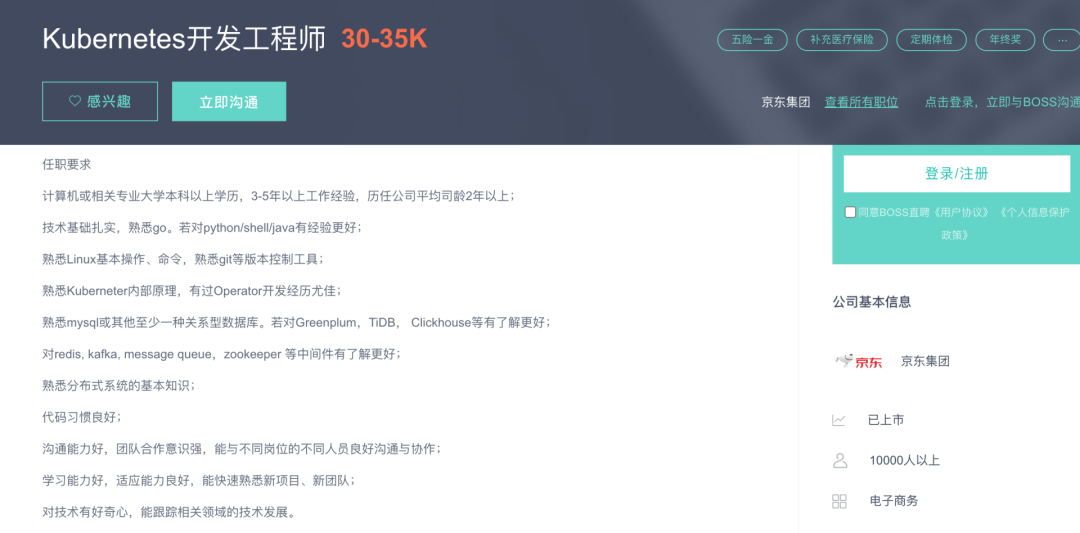 Kubernetes开发工程师 30-35K
五险一金 补充医疗保险 定期体检 年终奖 ...
感兴趣 立即沟通
京东集团 查看所有职位 点击登录，立即与BOSS沟通
任职要求
计算机或相关专业大学本科以上学历，3-5年以上工作经验，历任公司平均司龄2年以上；
技术基础扎实，熟悉go。若对python/shell/java有经验更好；
熟悉Linux基本操作、命令，熟悉git等版本控制工具；
熟悉Kuberneter内部原理，有过Operator开发经历尤佳；
熟悉mysql或其他至少一种关系型数据库。若对Greenplum，TiDB， Clickhouse等有了解更好；
对redis, kafka, message queue，zookeeper 等中间件有了解更好；
熟悉分布式系统的基本知识；
代码习惯良好；
沟通能力好，团队合作意识强，能与不同岗位的不同人员良好沟通与协作；
学习能力好，适应能力良好，能快速熟悉新项目、新团队；
对技术有好奇心，能跟踪相关领域的技术发展。
登录/注册
同意BOSS直聘《用户协议》《个人信息保护
政策》
公司基本信息
京东 京东集团
已上市
10000人以上
电子商务